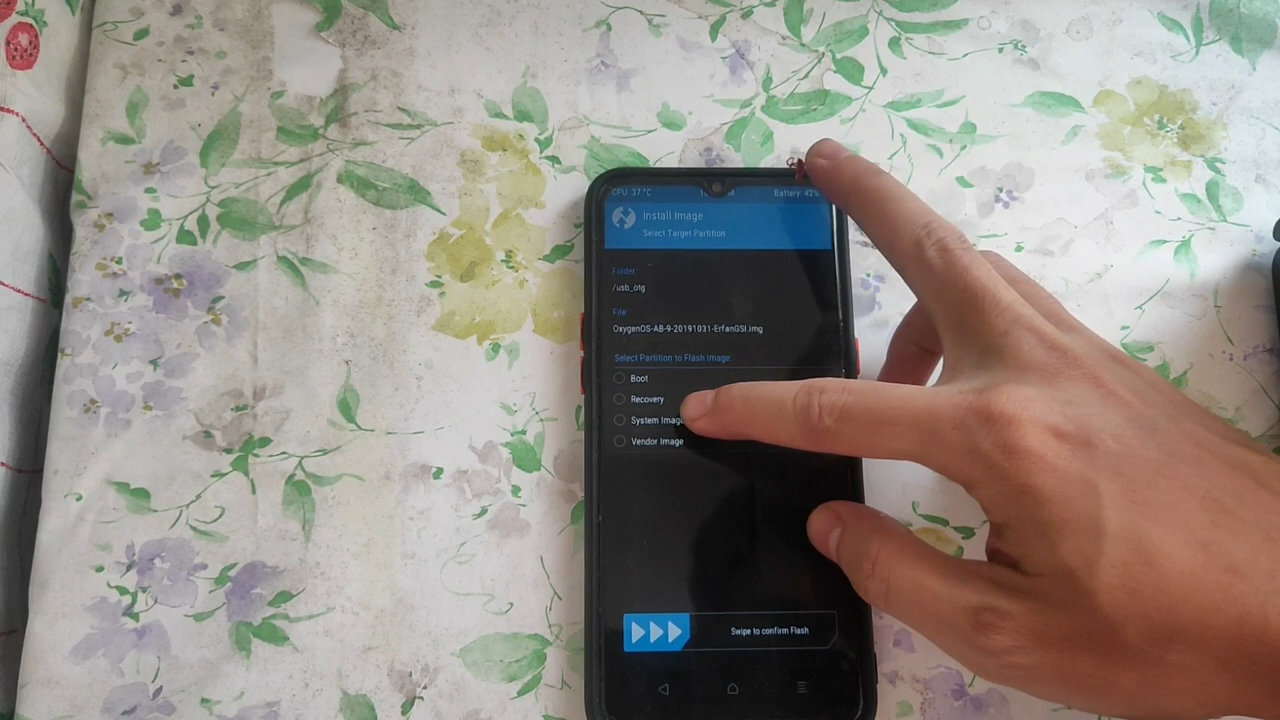 CPU: 37 °C
Battery: 42%
Install Image
Select Target Partition
Folder:
/usb_otg
File:
OxygenOS-AB-9-20191031-ErfanGSI.img
Select Partition to Flash Image:
Boot
Recovery
System Image
Vendor Image
Swipe to confirm Flash